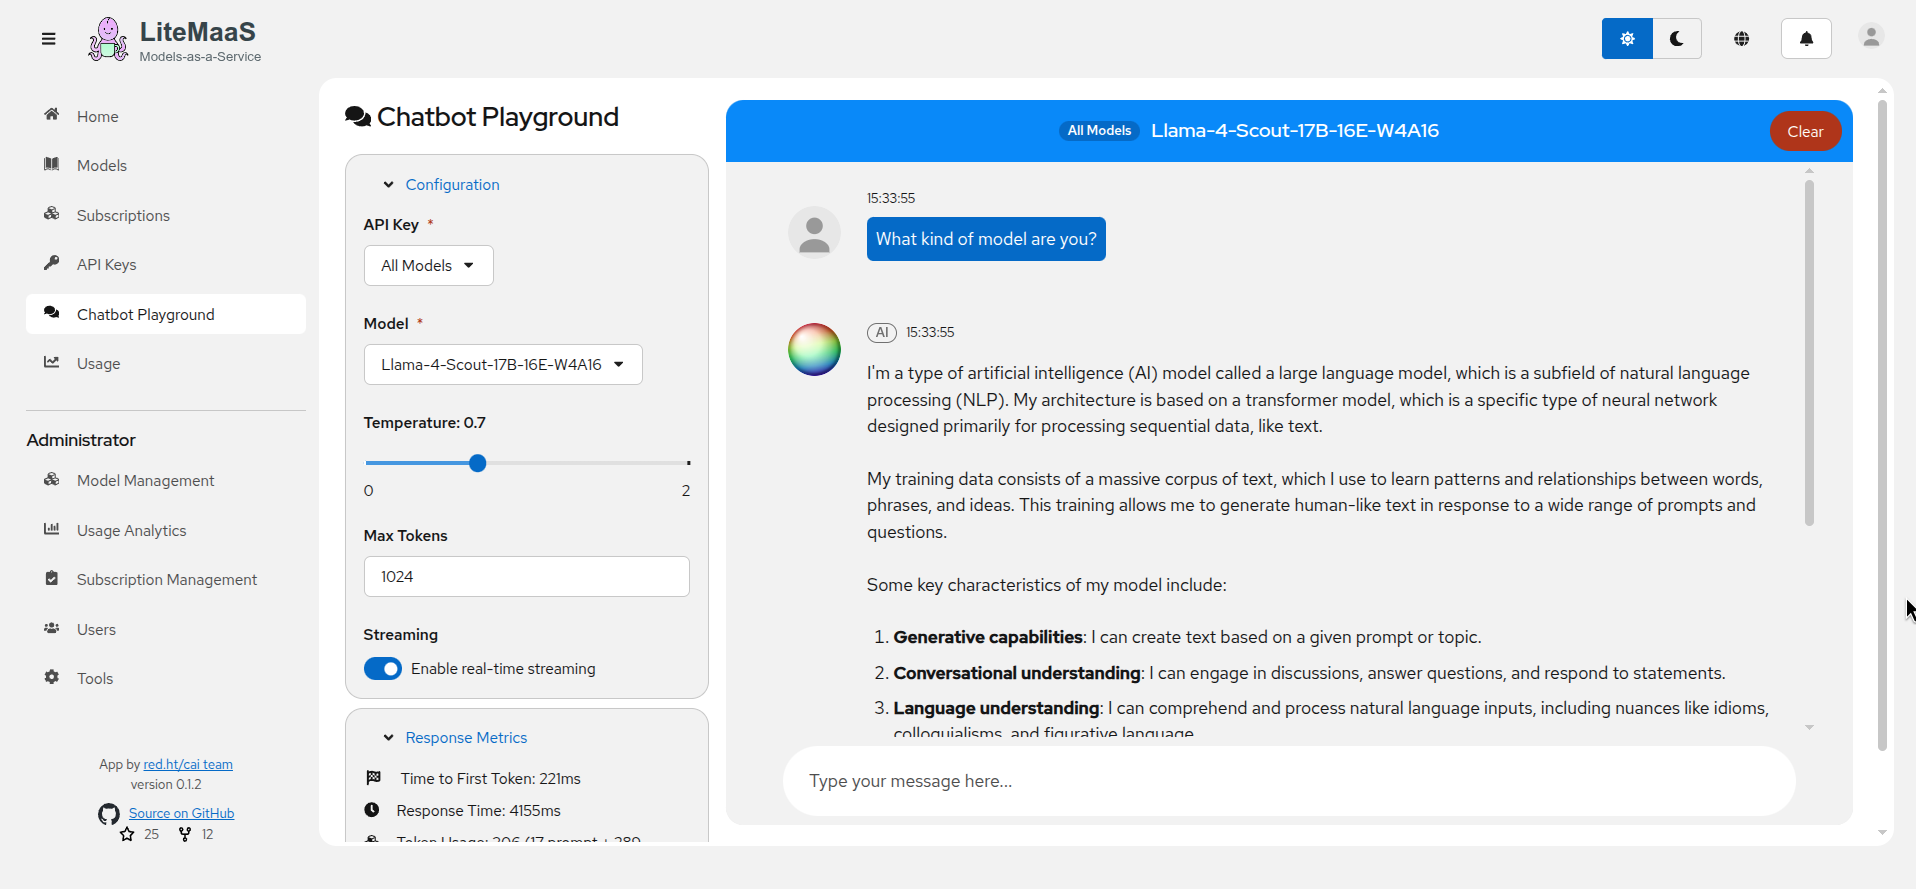 LiteMaaS
Models-as-a-Service
Home
Models
Subscriptions
API Keys
Chatbot Playground
Usage
Administrator
Model Management
Usage Analytics
Subscription Management
Users
Tools
App by red.ht/cai team
version 0.1.2
Source on GitHub
25 12
Chatbot Playground
Configuration
API Key *
All Models
Model *
Llama-4-Scout-17B-16E-W4A16
Temperature: 0.7
0 2
Max Tokens
1024
Streaming
Enable real-time streaming
Response Metrics
Time to First Token: 221ms
Response Time: 4155ms
Token Usage: 306 (17 prompt + 289
All Models Llama-4-Scout-17B-16E-W4A16
Clear
15:33:55
What kind of model are you?
AI 15:33:55
I'm a type of artificial intelligence (AI) model called a large language model, which is a subfield of natural language
processing (NLP). My architecture is based on a transformer model, which is a specific type of neural network
designed primarily for processing sequential data, like text.
My training data consists of a massive corpus of text, which I use to learn patterns and relationships between words,
phrases, and ideas. This training allows me to generate human-like text in response to a wide range of prompts and
questions.
Some key characteristics of my model include:
1. Generative capabilities: I can create text based on a given prompt or topic.
2. Conversational understanding: I can engage in discussions, answer questions, and respond to statements.
3. Language understanding: I can comprehend and process natural language inputs, including nuances like idioms,
colloquialisms, and figurative language.
Type your message here...